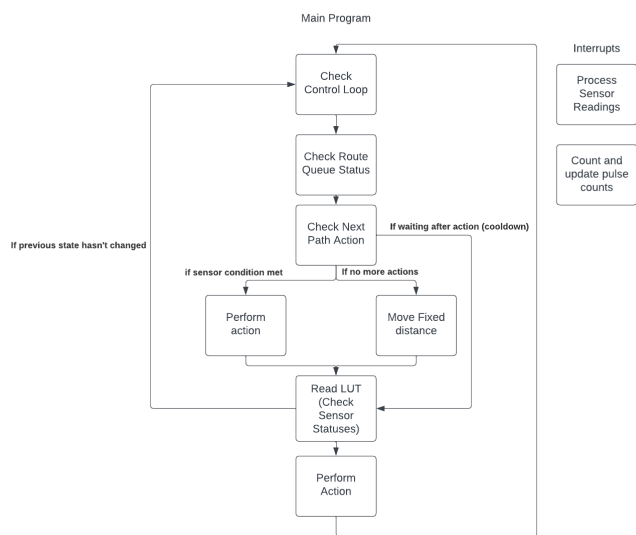 Main Program
Interrupts
Check
Control Loop
Process
Sensor
Readings
Check Route
Queue Status
Count and
update pulse
counts
Check Next
Path Action
If waiting after action (cooldown)
If previous state hasn't changed
if sensor condition met
If no more actions
Perform
action
Move Fixed
distance
Read LUT
(Check
Sensor
Statuses)
Perform
Action